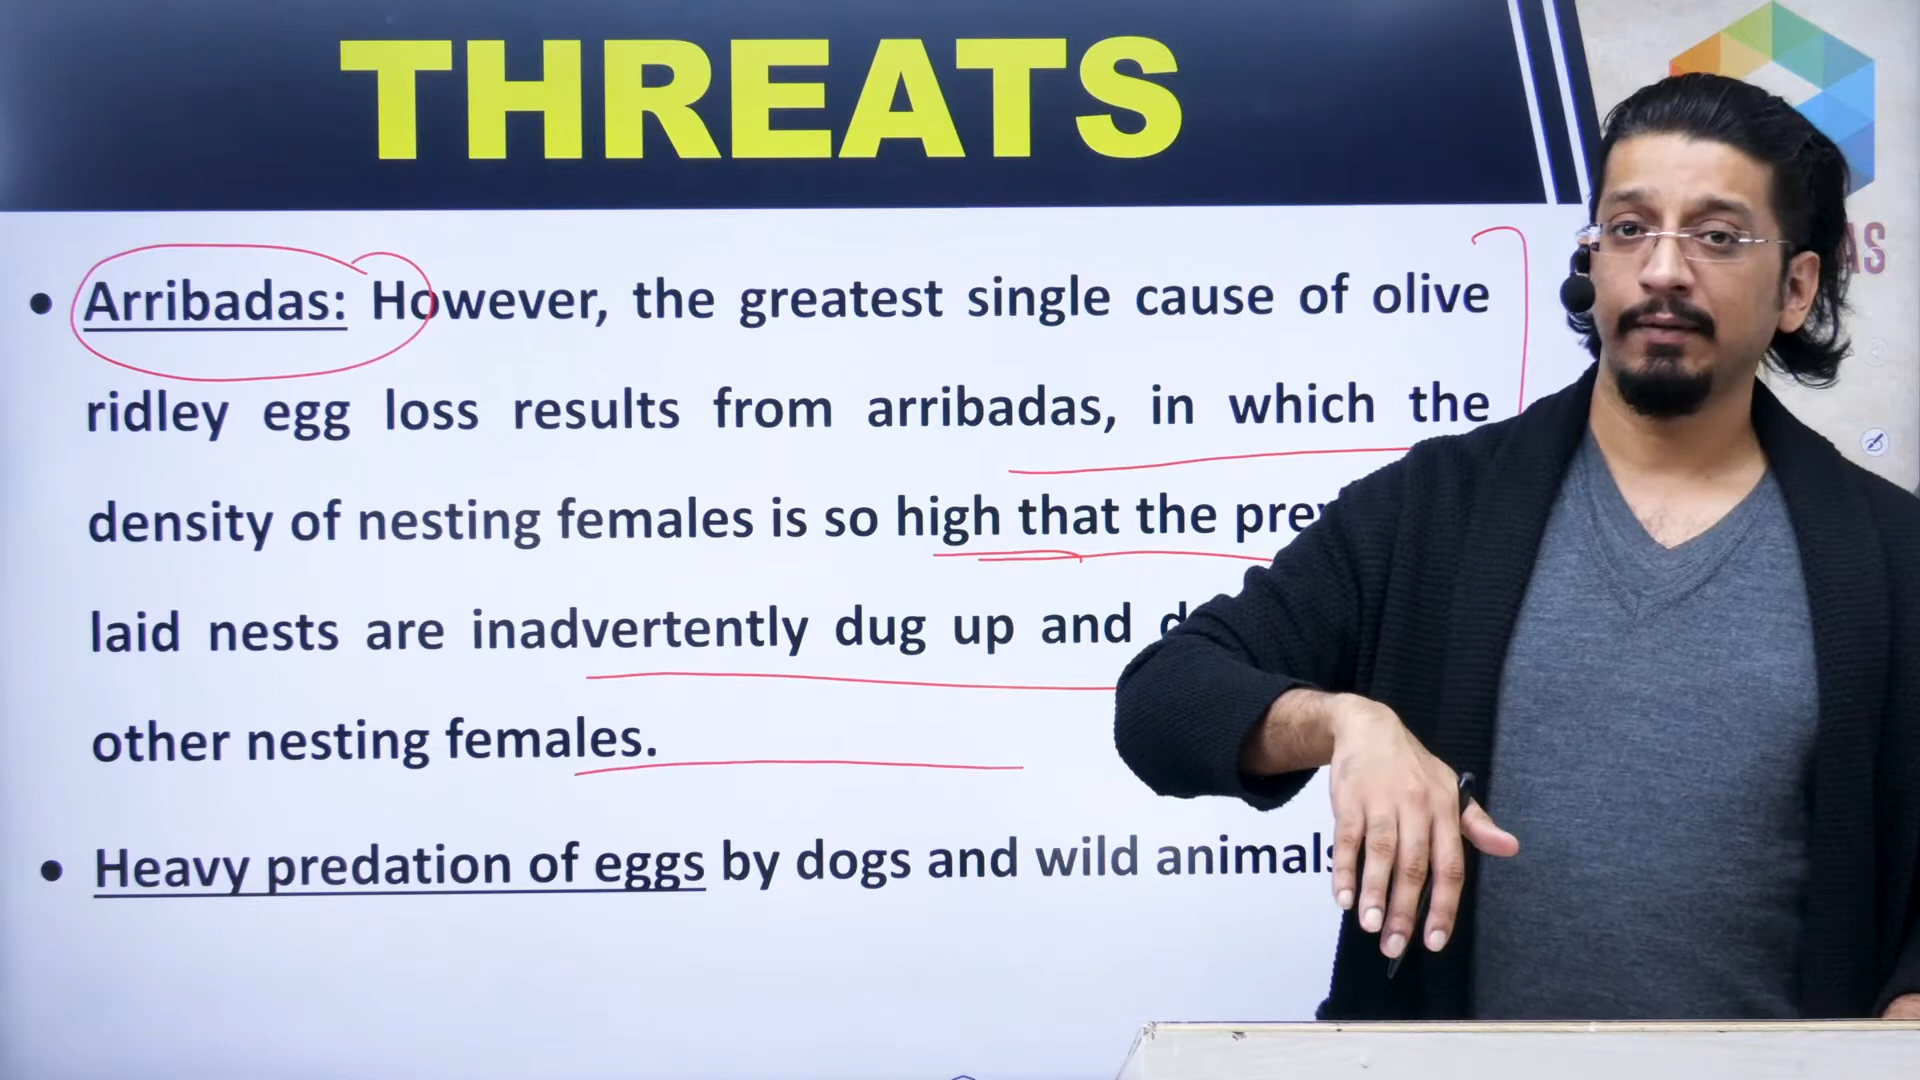 THREATS
• Arribadas: However, the greatest single cause of olive
ridley egg loss results from arribadas, in which the
density of nesting females is so high that the
laid nests are inadvertently dug up and
other nesting females.
• Heavy predation of eggs by dogs and wild animals
AS